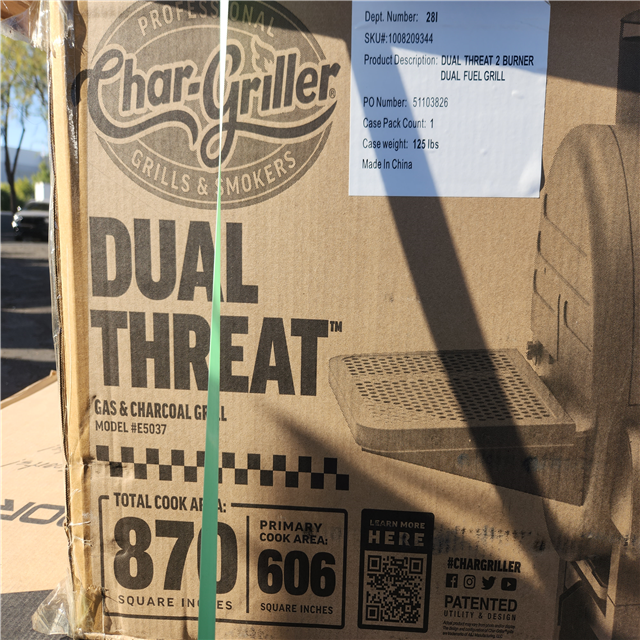 PROFESSIONAL
Char-Griller®
GRILLS & SMOKERS
Dept. Number: 28I
SKU#:1008209344
Product Description: DUAL THREAT 2 BURNER
DUAL FUEL GRILL
PO Number: 51103826
Case Pack Count: 1
Case weight: 125 lbs
Made In China
DUAL
THREAT™
GAS & CHARCOAL GRILL
MODEL #E5037
TOTAL COOK AREA:
870
SQUARE INCHES
PRIMARY
COOK AREA:
606
SQUARE INCHES
LEARN MORE
HERE
#CHARGRILLER
PATENTED
UTILITY & DESIGN